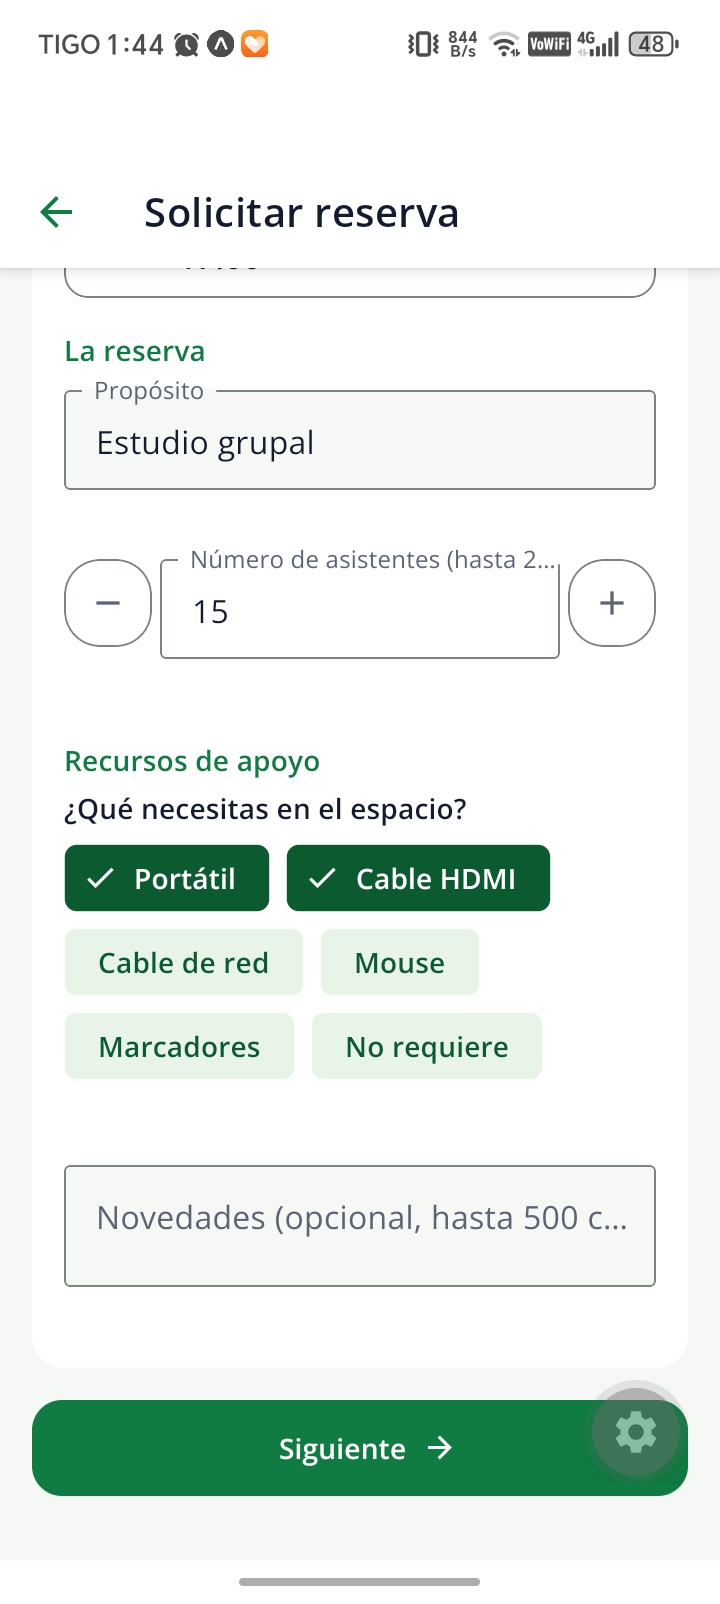 TIGO 1:44 844 B/s VoWiFi 4G 48
Solicitar reserva
La reserva
Propósito
Estudio grupal
Número de asistentes (hasta 2...
15
Recursos de apoyo
¿Qué necesitas en el espacio?
Portátil Cable HDMI
Cable de red Mouse
Marcadores No requiere
Novedades (opcional, hasta 500 c...
Siguiente